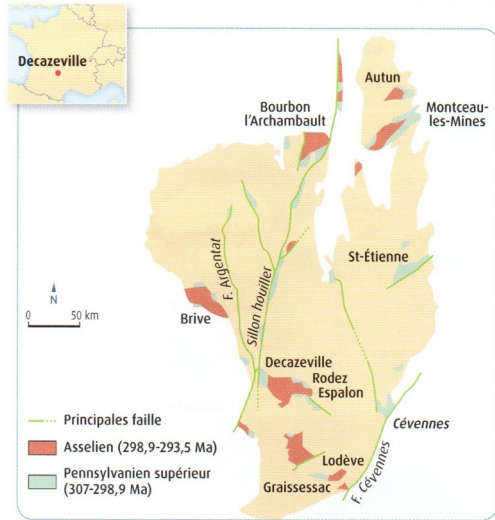 Decazeville
Autun
Bourbon
l'Archambault
Montceau-
les-Mines
St-Étienne
F. Argentat
Sillon houiller
N
0 50 km
Brive
Decazeville
Rodez
Espalon
Principales faille
Cévennes
Asselien (298,9-293,5 Ma)
Lodève
F. Cévennes
Pennsylvanien supérieur
(307-298,9 Ma)
Graissessac